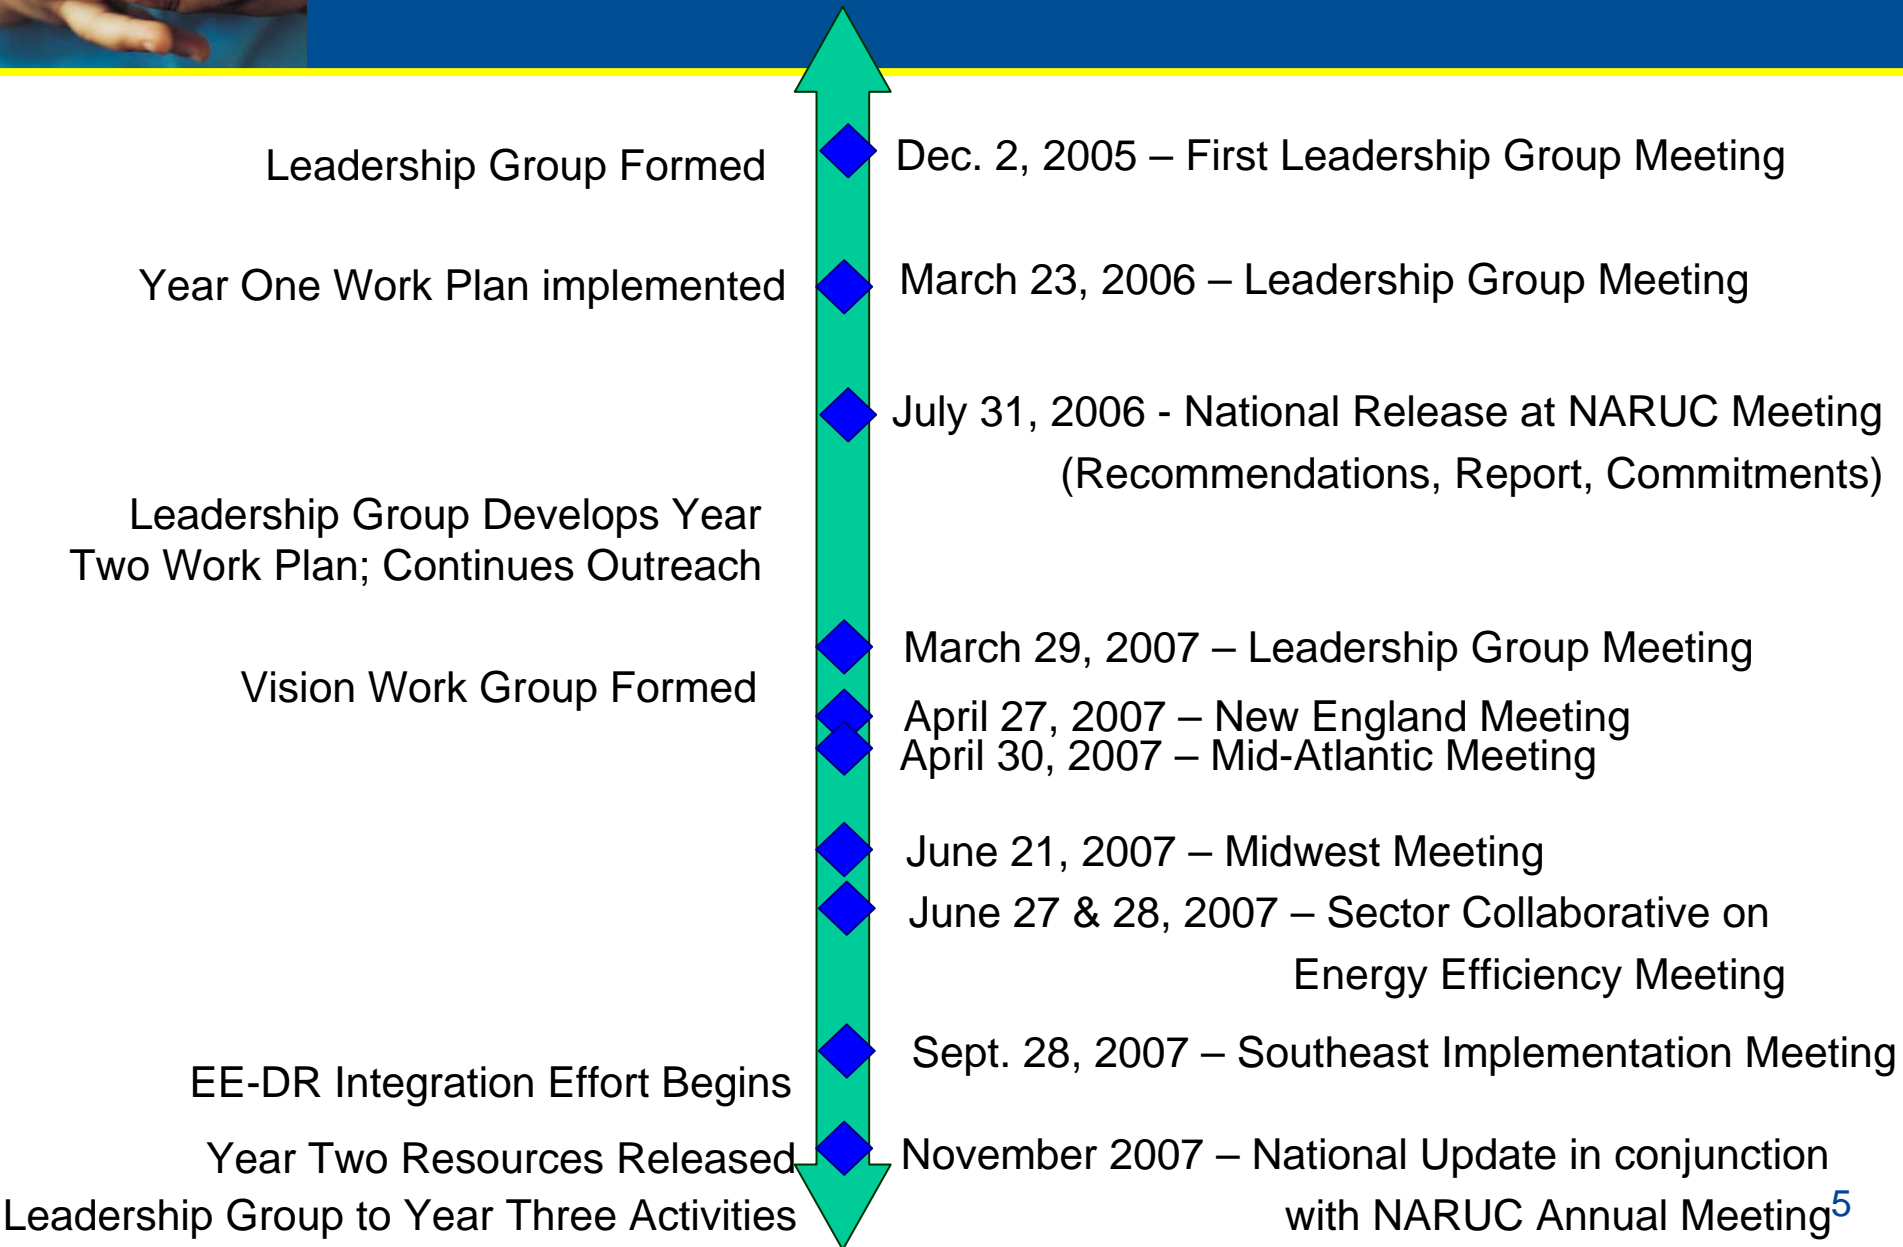 Leadership Group Formed
Dec. 2, 2005 – First Leadership Group Meeting
Year One Work Plan implemented
March 23, 2006 – Leadership Group Meeting
July 31, 2006 - National Release at NARUC Meeting
(Recommendations, Report, Commitments)
Leadership Group Develops Year
Two Work Plan; Continues Outreach
March 29, 2007 – Leadership Group Meeting
Vision Work Group Formed
April 27, 2007 – New England Meeting
April 30, 2007 – Mid-Atlantic Meeting
June 21, 2007 – Midwest Meeting
June 27 & 28, 2007 – Sector Collaborative on
Energy Efficiency Meeting
Sept. 28, 2007 – Southeast Implementation Meeting
EE-DR Integration Effort Begins
Year Two Resources Released
Leadership Group to Year Three Activities
November 2007 – National Update in conjunction
with NARUC Annual Meeting
5